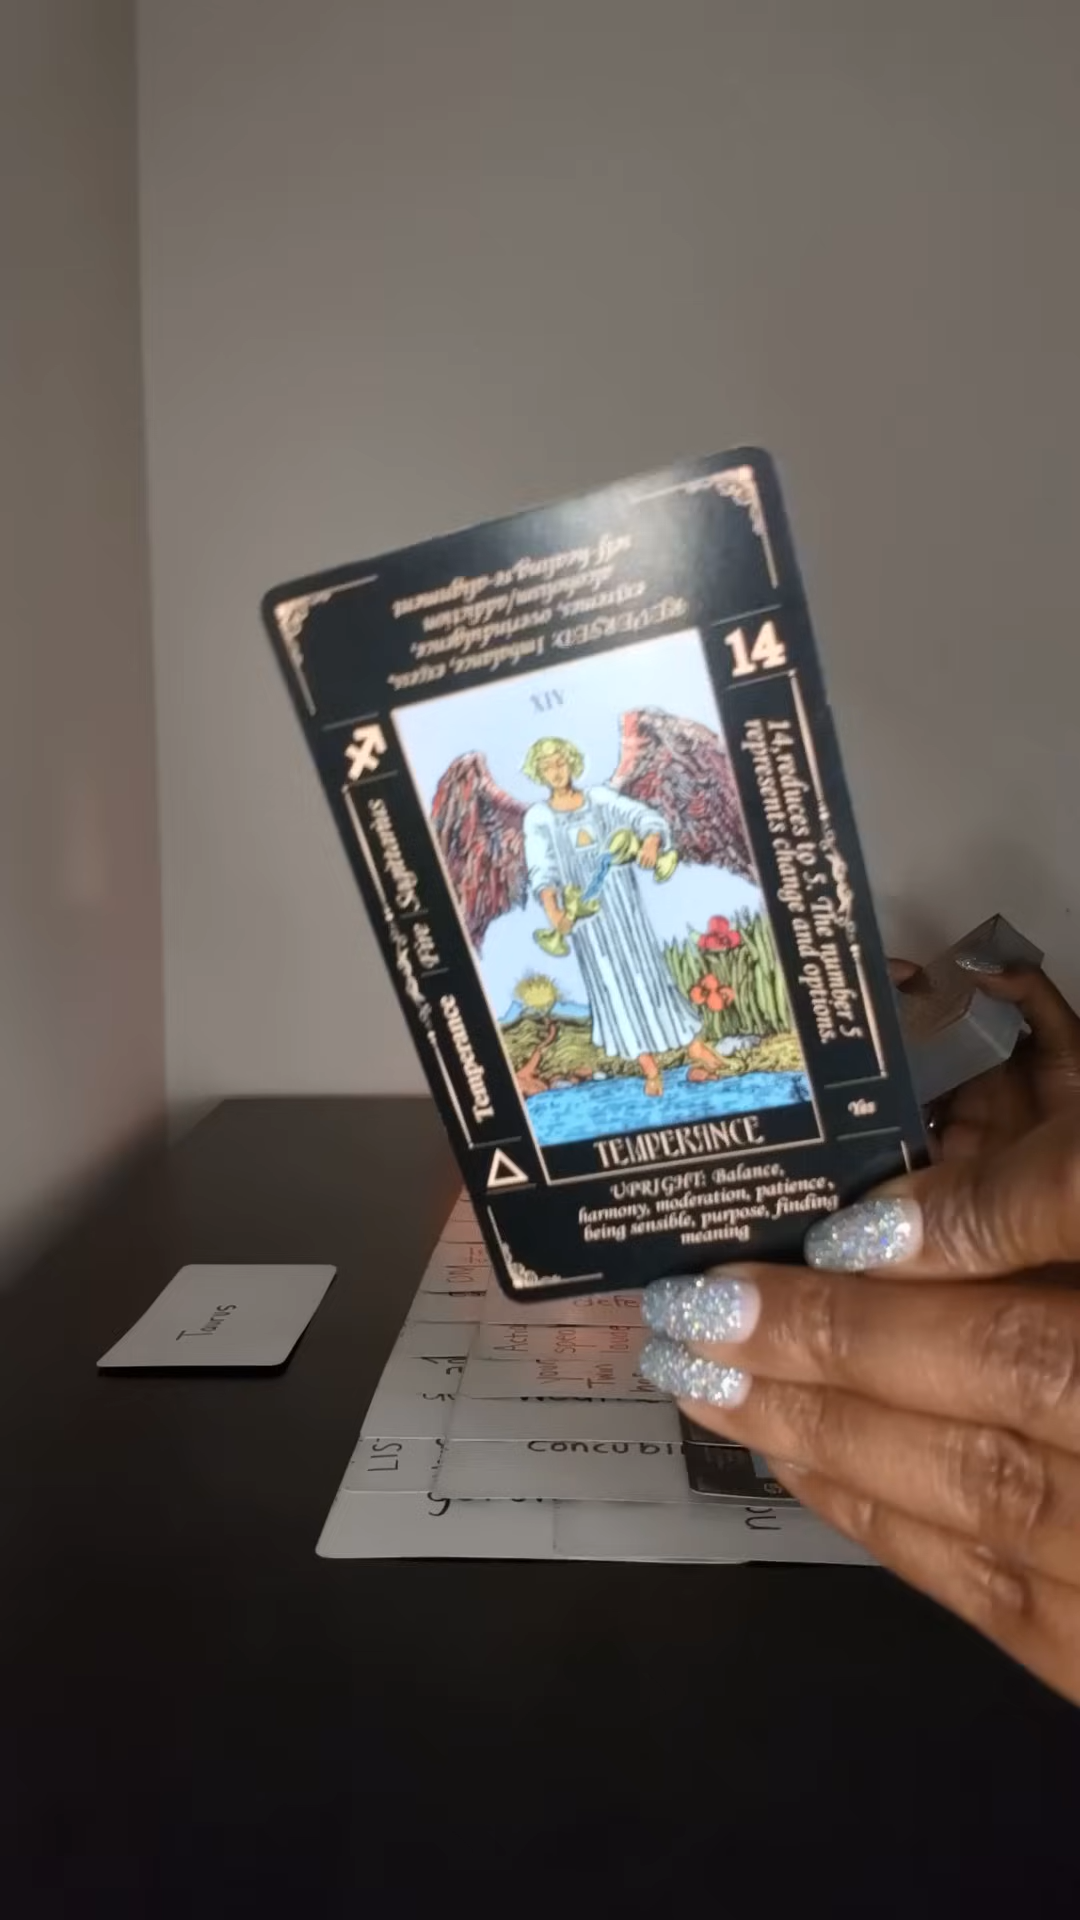 REVERSED: Imbalance, excess,
extremes, overindulgence,
alcoholism/addiction
self-healing, re-alignment
14
XIV
14, reduces to 5. The number 5
represents change and options.
Sagittarius
Fire
Temperance
Yes
TEMPERANCE
UPRIGHT: Balance,
harmony, moderation, patience,
being sensible, purpose, finding
meaning
Taurus
your
Twin